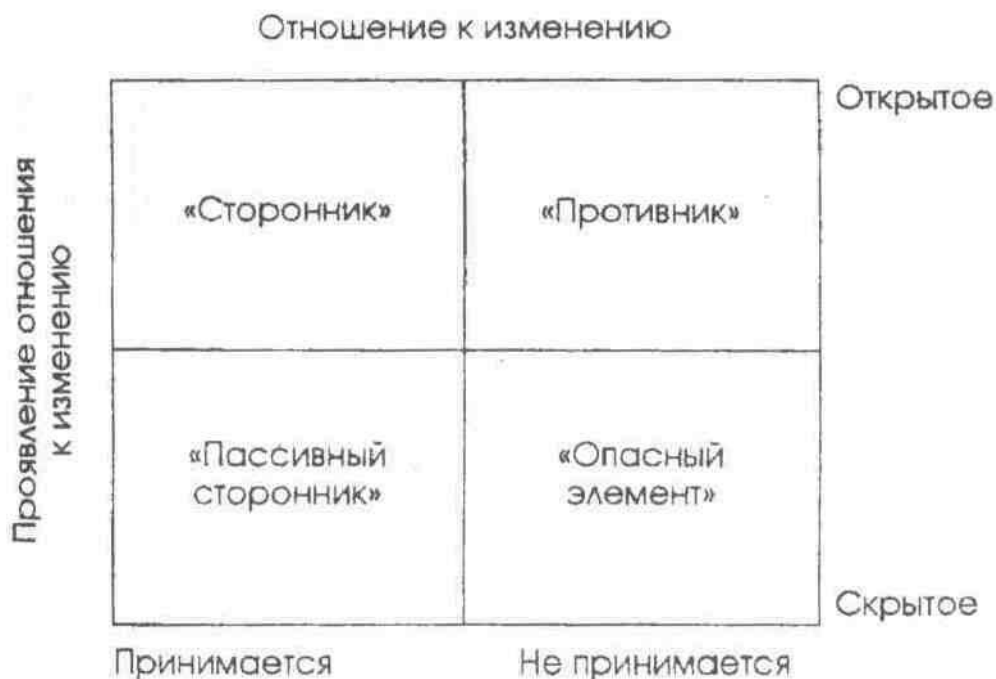 Отношение к изменению
Открытое
Проявление отношения
к изменению
«Сторонник»
«Противник»
«Пассивный
сторонник»
«Опасный
элемент»
Скрытое
Принимается
Не принимается